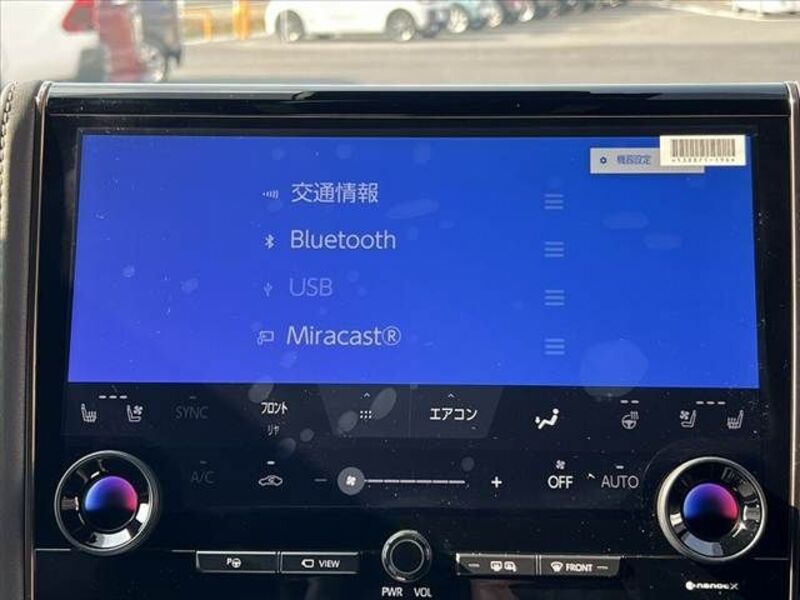 機器設定
交通情報
Bluetooth
USB
Miracast®
SYNC
フロント
リヤ
エアコン
A/C
OFF
AUTO
VIEW
FRONT
PWR VOL
nanoeX